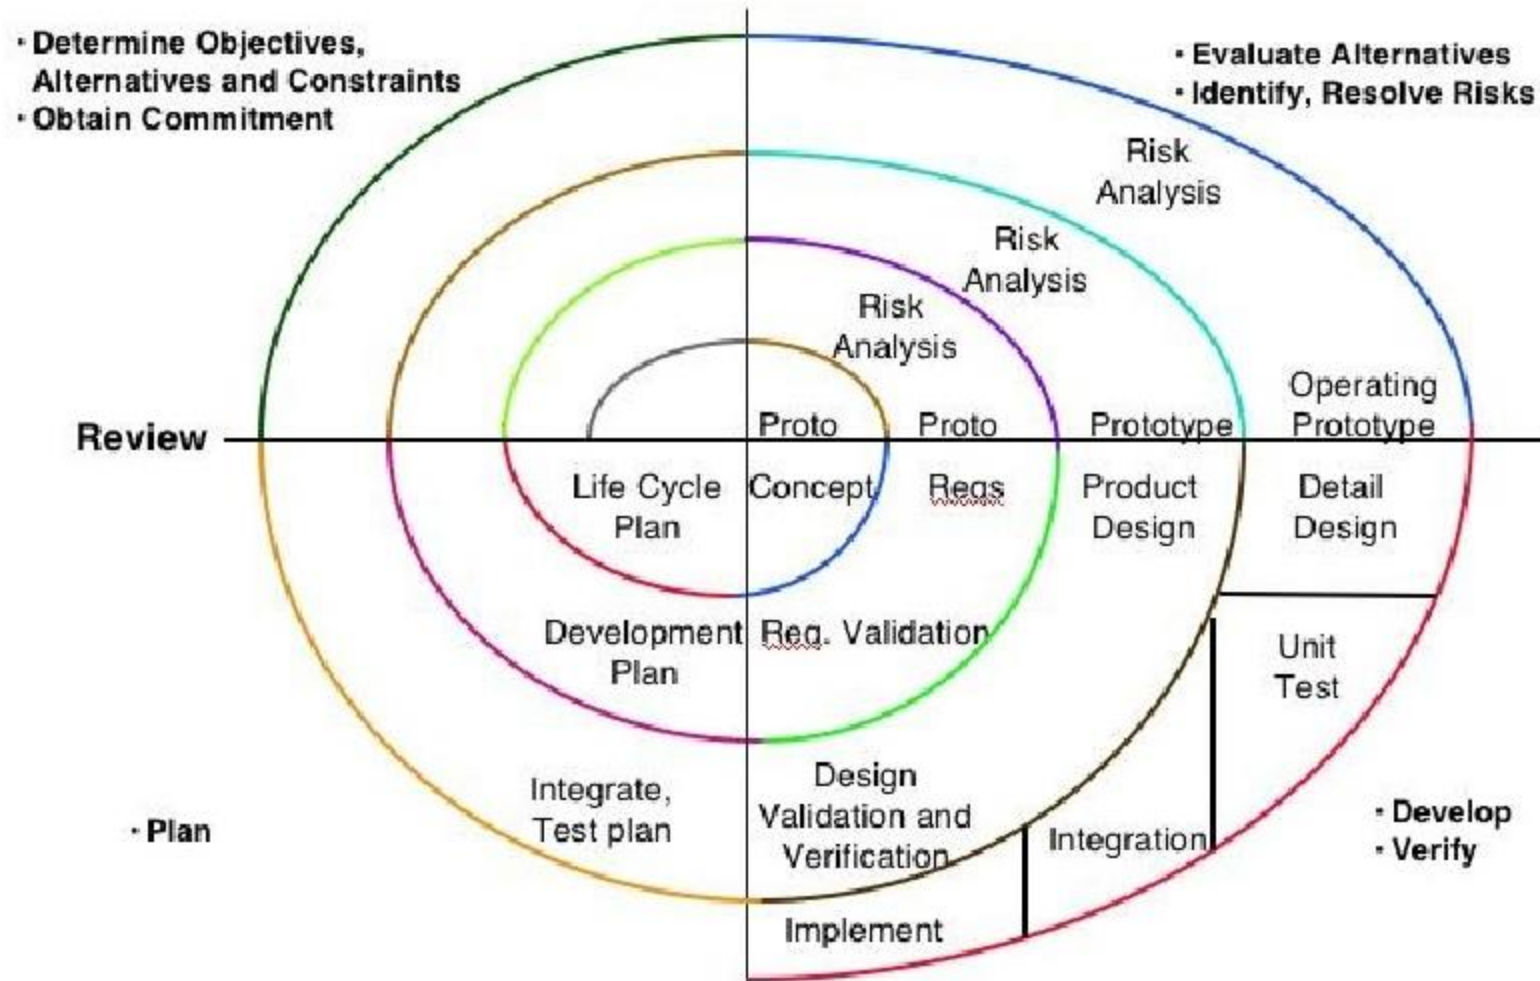 · Determine Objectives,
Alternatives and Constraints
· Obtain Commitment
· Evaluate Alternatives
· Identify, Resolve Risks
Risk
Analysis
Risk
Analysis
Risk
Analysis
Operating
Prototype
Proto
Proto
Prototype
Review
Life Cycle
Plan
Concept
Reqs
Product
Design
Detail
Design
Development
Plan
Req. Validation
Unit
Test
Integrate,
Test plan
Design
Validation and
Verification
Integration
Implement
· Plan
· Develop
· Verify